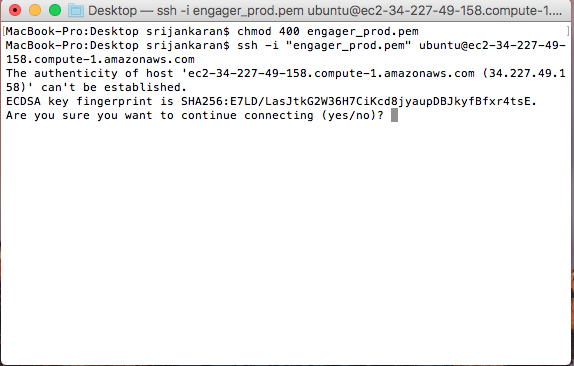 Desktop — ssh -i engager_prod.pem ubuntu@ec2-34-227-49-158.compute-1....
[MacBook-Pro:Desktop srijankaran$ chmod 400 engager_prod.pem ]
MacBook-Pro:Desktop srijankaran$ ssh -i "engager_prod.pem" ubuntu@ec2-34-227-49-
158.compute-1.amazonaws.com
The authenticity of host 'ec2-34-227-49-158.compute-1.amazonaws.com (34.227.49.1
58)' can't be established.
ECDSA key fingerprint is SHA256:E7LD/LasJtkG2W36H7CiKcd8jyaupDBJkyfBfxr4tsE.
Are you sure you want to continue connecting (yes/no)?